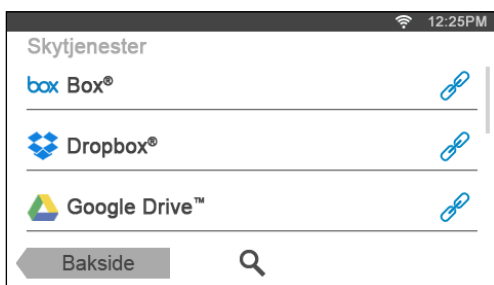 12:25PM
Skytjenester
box Box®
Dropbox®
Google Drive™
Bakside